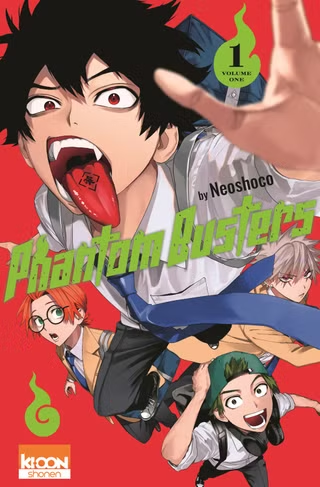 1
VOLUME ONE
by Neoshoco
Phantom Busters
ki-oon
shonen